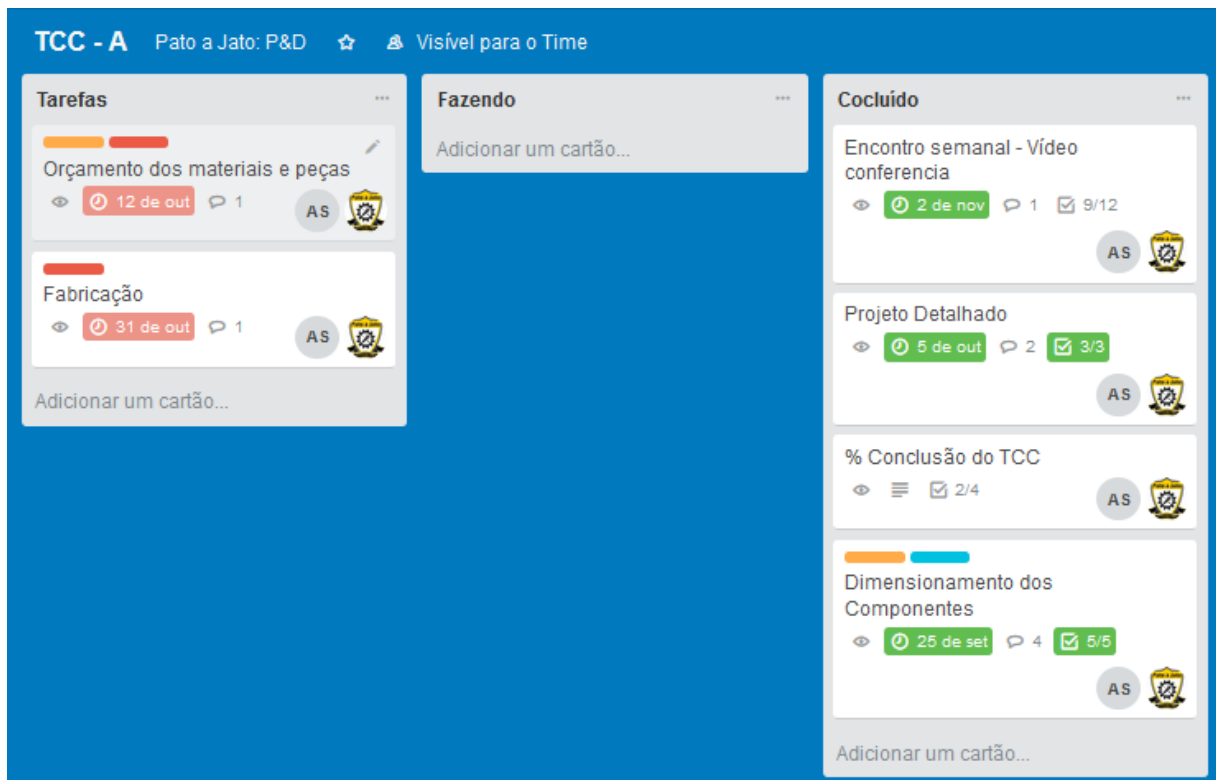 TCC - A Pato a Jato: P&D Visível para o Time
Tarefas
Orçamento dos materiais e peças
12 de out 1
AS
Fabricação
31 de out 1
AS
Adicionar um cartão...
Fazendo
Adicionar um cartão...
Cocluído
Encontro semanal - Vídeo
conferencia
2 de nov 1 9/12
AS
Projeto Detalhado
5 de out 2 3/3
AS
% Conclusão do TCC
2/4
AS
Dimensionamento dos
Componentes
25 de set 4 5/5
AS
Adicionar um cartão...